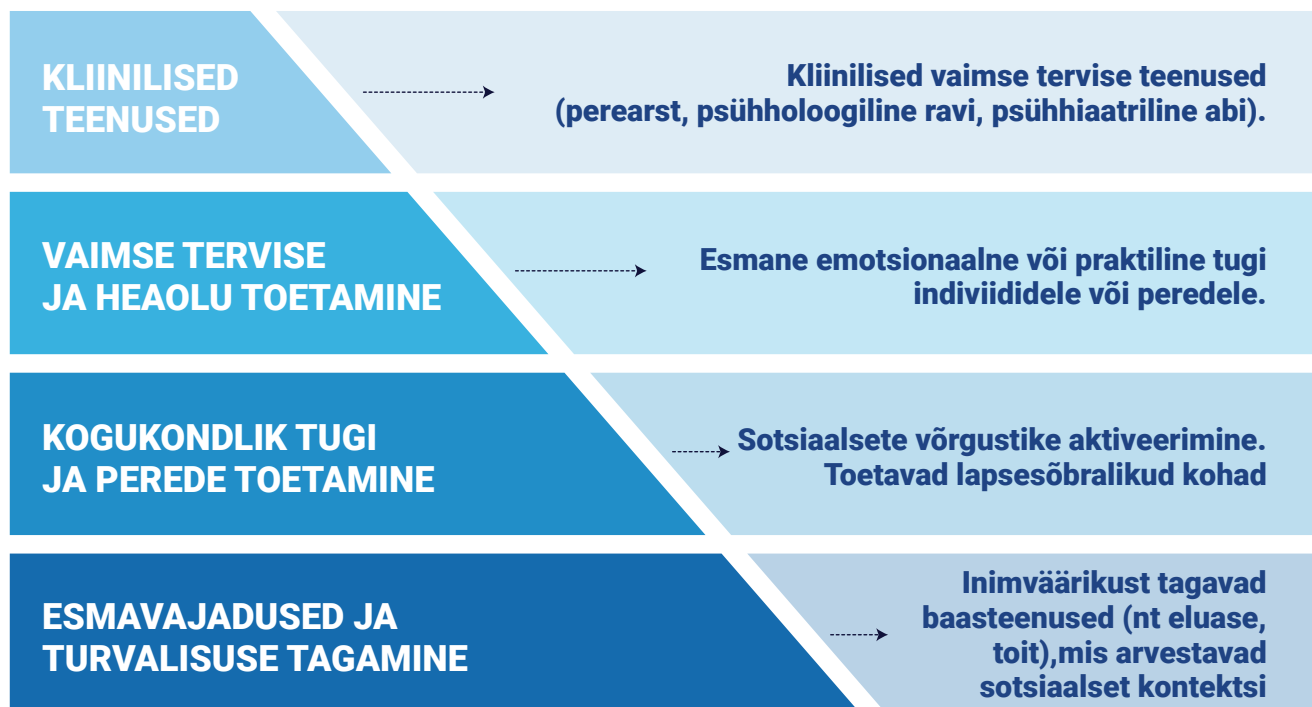 KLIINILISED
TEENUSED
Kliinilised vaimse tervise teenused
(perearst, psühholoogiline ravi, psühhiaatriline abi).
VAIMSE TERVISE
JA HEAOLU TOETAMINE
Esmane emotsionaalne või praktiline tugi
indiviididele või peredele.
KOGUKONDLIK TUGI
JA PEREDE TOETAMINE
Sotsiaalsete võrgustike aktiveerimine.
Toetavad lapsesõbralikud kohad
ESMAVAJADUSED JA
TURVALISUSE TAGAMINE
Inimväärikust tagavad
baasteenused (nt eluase,
toit),mis arvestavad
sotsiaalset kontektsi